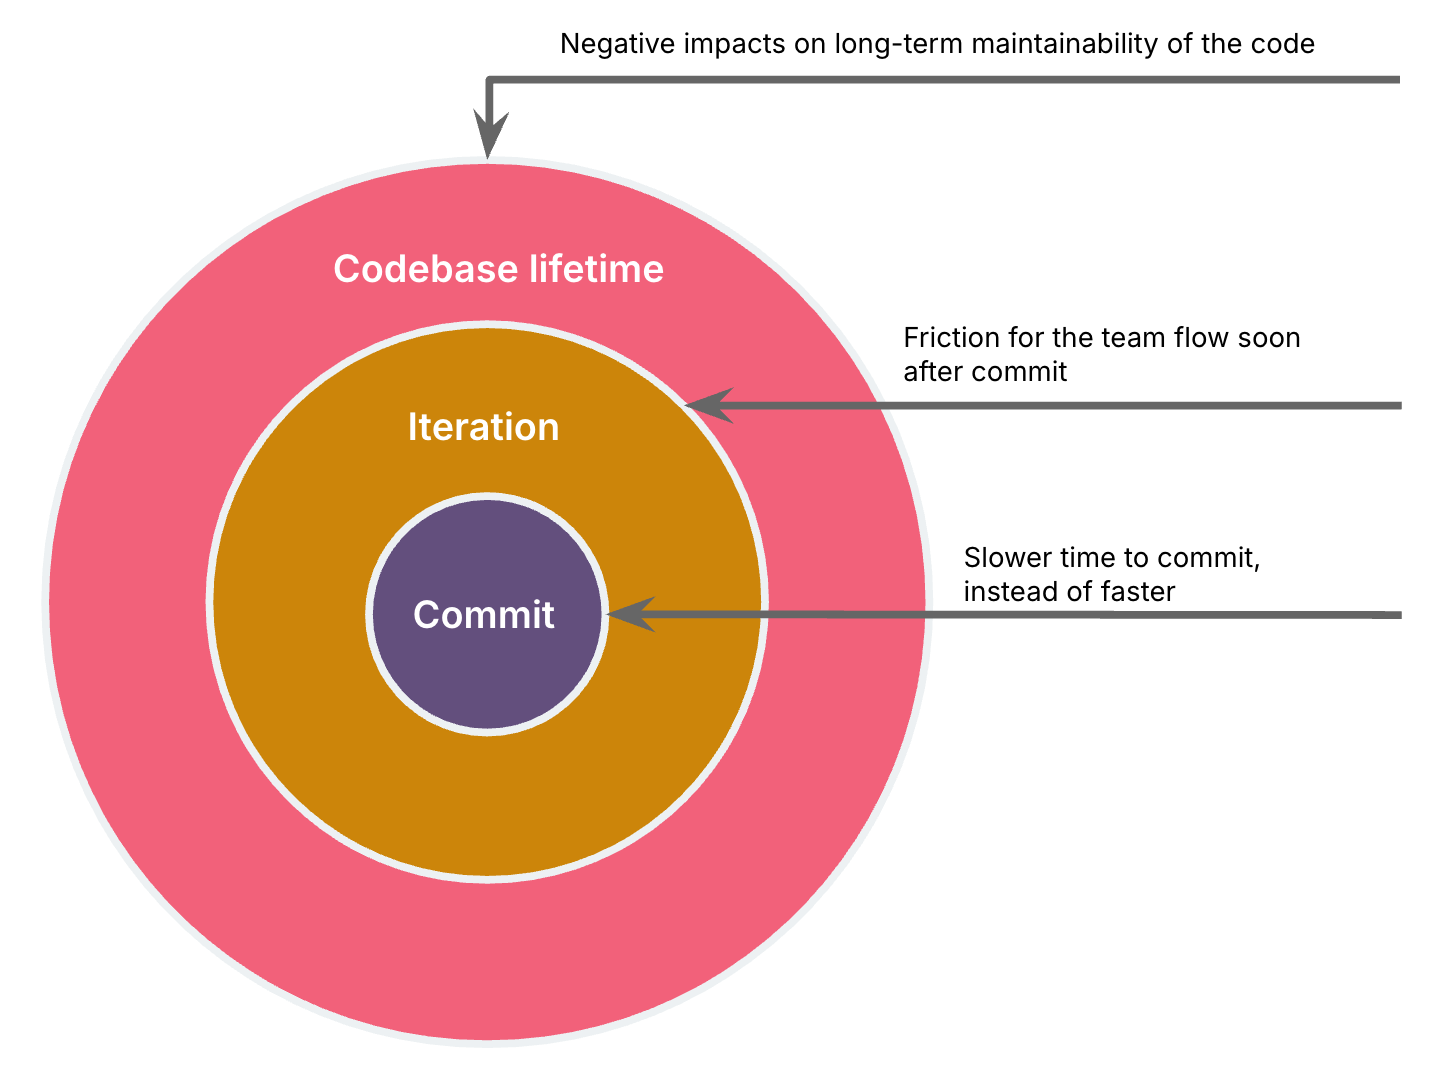 Negative impacts on long-term maintainability of the code
Codebase lifetime
Friction for the team flow soon
after commit
Iteration
Slower time to commit,
instead of faster
Commit